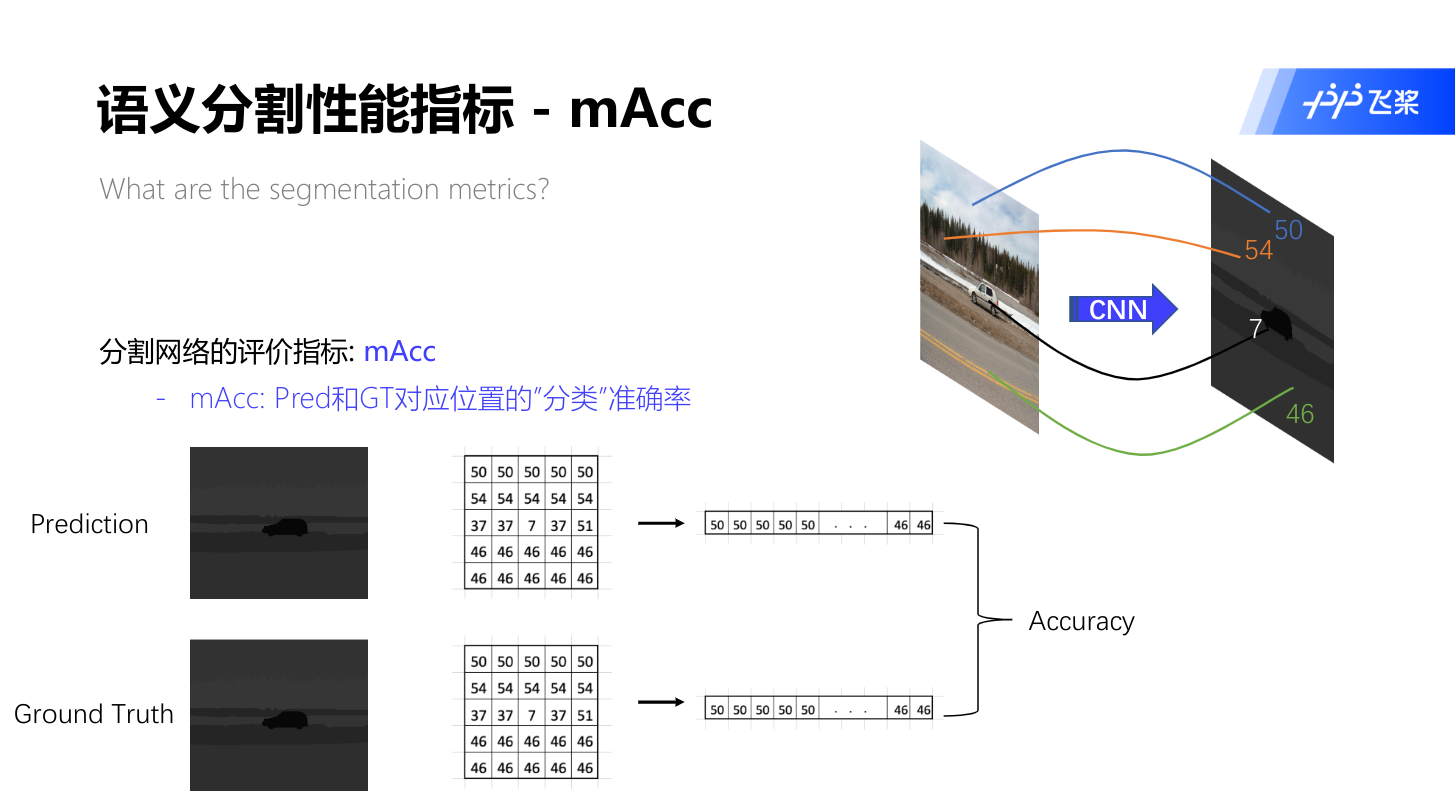 语义分割性能指标 - mAcc
飞桨
What are the segmentation metrics?
50
54
CNN
7
46
分割网络的评价指标: mAcc
- mAcc: Pred和GT对应位置的”分类”准确率
Prediction
50 50 50 50 50
54 54 54 54 54
37 37 7 37 51
46 46 46 46 46
46 46 46 46 46
50 50 50 50 50 . . . 46 46
Accuracy
Ground Truth
50 50 50 50 50
54 54 54 54 54
37 37 7 37 51
46 46 46 46 46
46 46 46 46 46
50 50 50 50 50 . . . 46 46